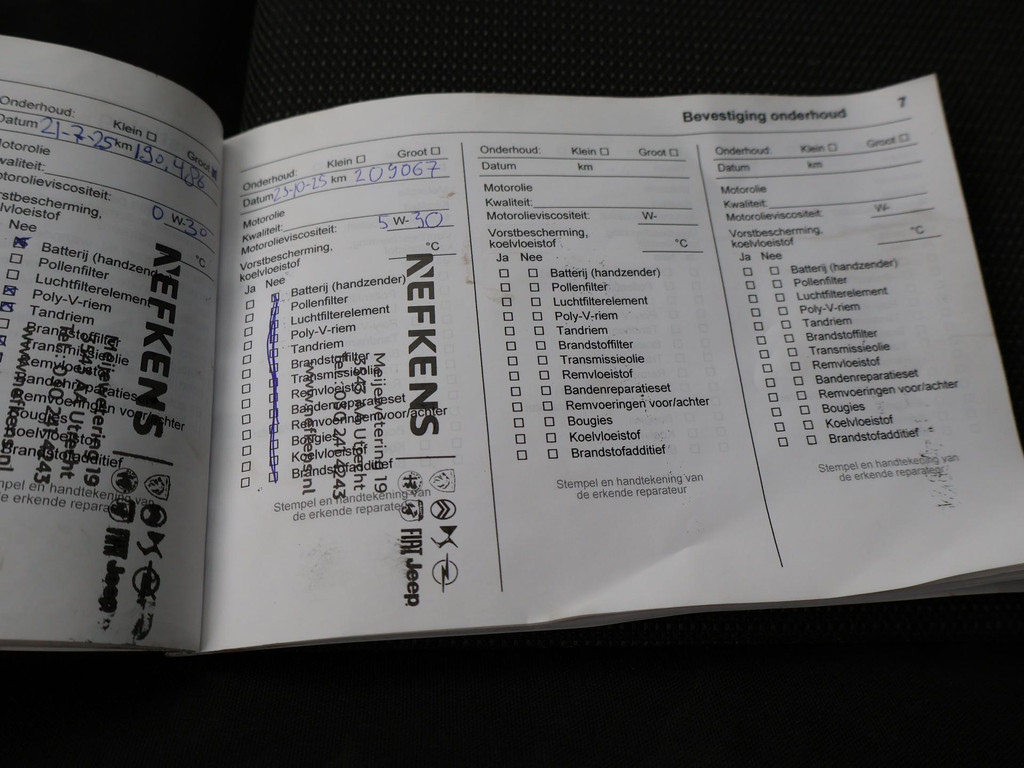 Onderhoud: Klein
Datum 21-7-25 km 190.486 Groot
Motorolie
Kwaliteit:
Motorolieviscositeit: 0 W-30
Vorstbescherming,
koelvloeistof °C
Nee
Batterij (handzender)
Pollenfilter
Luchtfilterelement
Poly-V-riem
Tandriem
Brandstoffilter
Transmissieolie
Remvloeistof
Bandenreparatieset
Remvoeringen voor/achter
Bougies
Koelvloeistof
Brandstofadditief
Stempel en handtekening van
de erkende reparateur
NEFKENS
Jeep
7
Bevestiging onderhoud
Onderhoud: Klein Groot
Datum 23-10-25 km 209067
Motorolie
Kwaliteit:
Motorolieviscositeit: 5 W- 30
Vorstbescherming,
koelvloeistof °C
Ja Nee
Batterij (handzender)
Pollenfilter
Luchtfilterelement
Poly-V-riem
Tandriem
Brandstoffilter
Transmissieolie
Remvloeistof
Bandenreparatieset
Remvoeringen voor/achter
Bougies
Koelvloeistof
Brandstofadditief
Stempel en handtekening van
de erkende reparateur
NEFKENS
FIAT Jeep
Onderhoud: Klein Groot
Datum km
Motorolie
Kwaliteit:
Motorolieviscositeit: W-
Vorstbescherming,
koelvloeistof °C
Ja Nee
Batterij (handzender)
Pollenfilter
Luchtfilterelement
Poly-V-riem
Tandriem
Brandstoffilter
Transmissieolie
Remvloeistof
Bandenreparatieset
Remvoeringen voor/achter
Bougies
Koelvloeistof
Brandstofadditief
Stempel en handtekening van
de erkende reparateur
Onderhoud: Klein Groot
Datum km
Motorolie
Kwaliteit:
Motorolieviscositeit: W-
Vorstbescherming,
koelvloeistof °C
Ja Nee
Batterij (handzender)
Pollenfilter
Luchtfilterelement
Poly-V-riem
Tandriem
Brandstoffilter
Transmissieolie
Remvloeistof
Bandenreparatieset
Remvoeringen voor/achter
Bougies
Koelvloeistof
Brandstofadditief
Stempel en handtekening van
de erkende reparateur